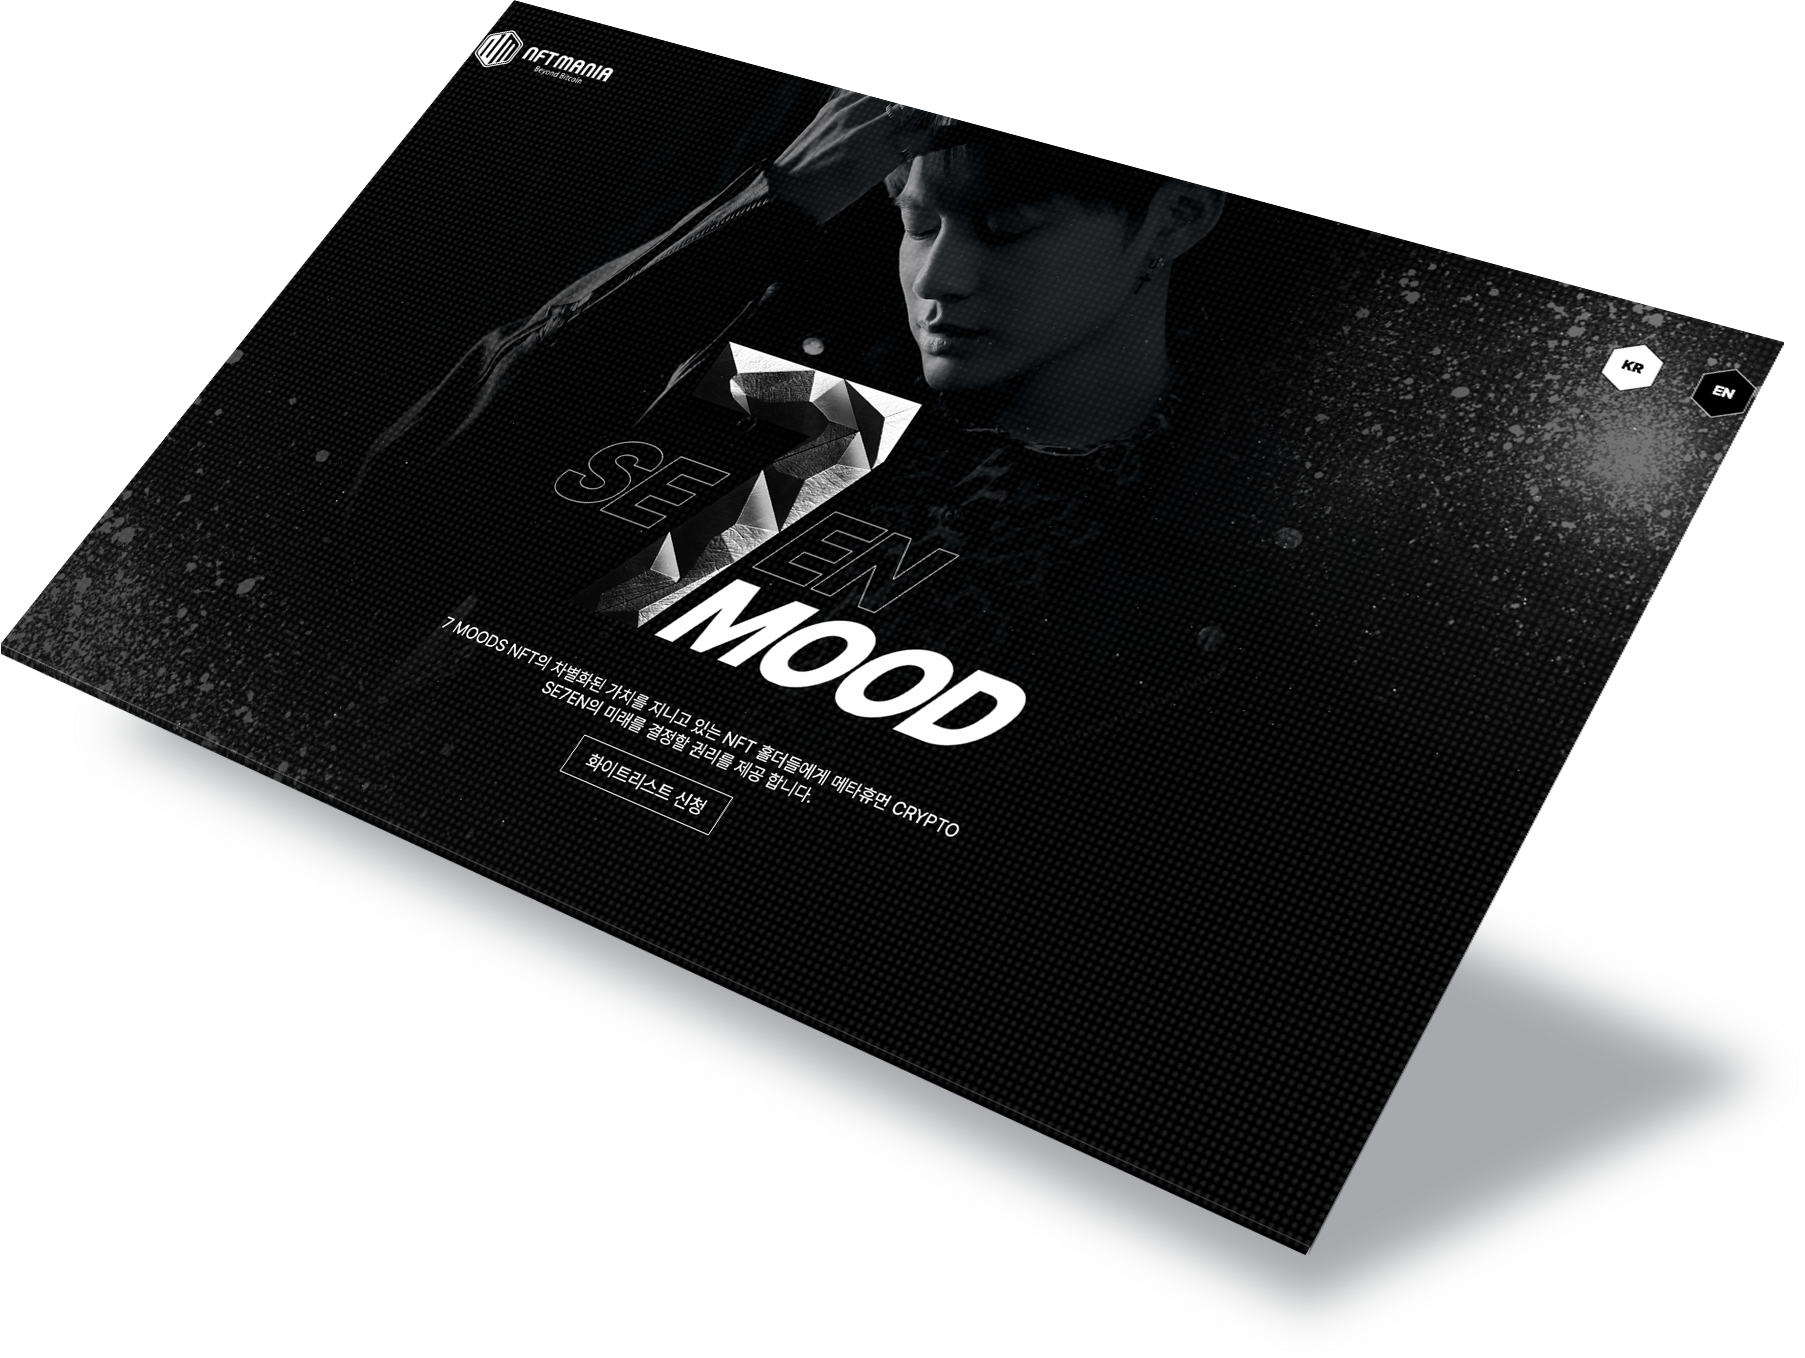 NFTMANIA
Beyond Bitcoin
KR
EN
SE7EN
MOOD
7 MOODS NFT의 차별화된 가치를 지니고 있는 NFT 홀더들에게 메타휴먼 CRYPTO
SE7EN의 미래를 결정할 권리를 제공 합니다.
화이트리스트 신청